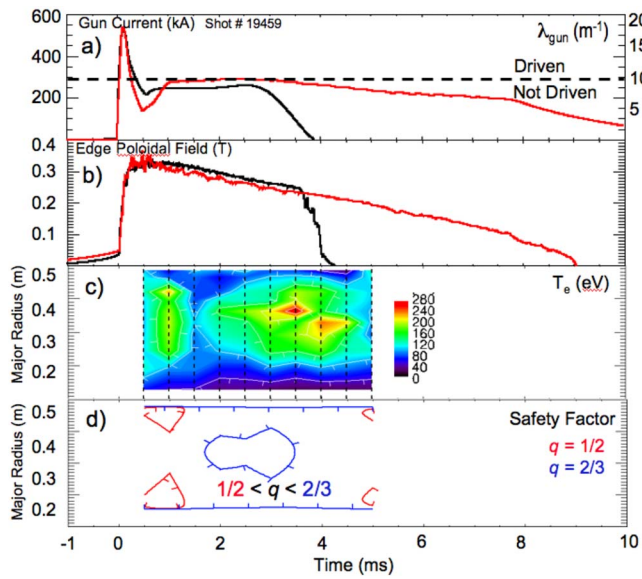 600 Gun Current (kA) Shot # 19459 λgun (m-1) 20
a)
15
400
Driven
10
Not Driven
200
5
0.4
Edge Poloidal Field (T)
b)
0.3
0.2
0.1
0.5
c)
Te (eV)
0.4
280
240
200
160
120
80
40
0
0.3
0.2
Major Radius (m)
d)
0.5
Safety Factor
q = 1/2
q = 2/3
0.4
0.3
1/2 < q < 2/3
0.2
Major Radius (m)
-1 0 2 4 6 8 10
Time (ms)